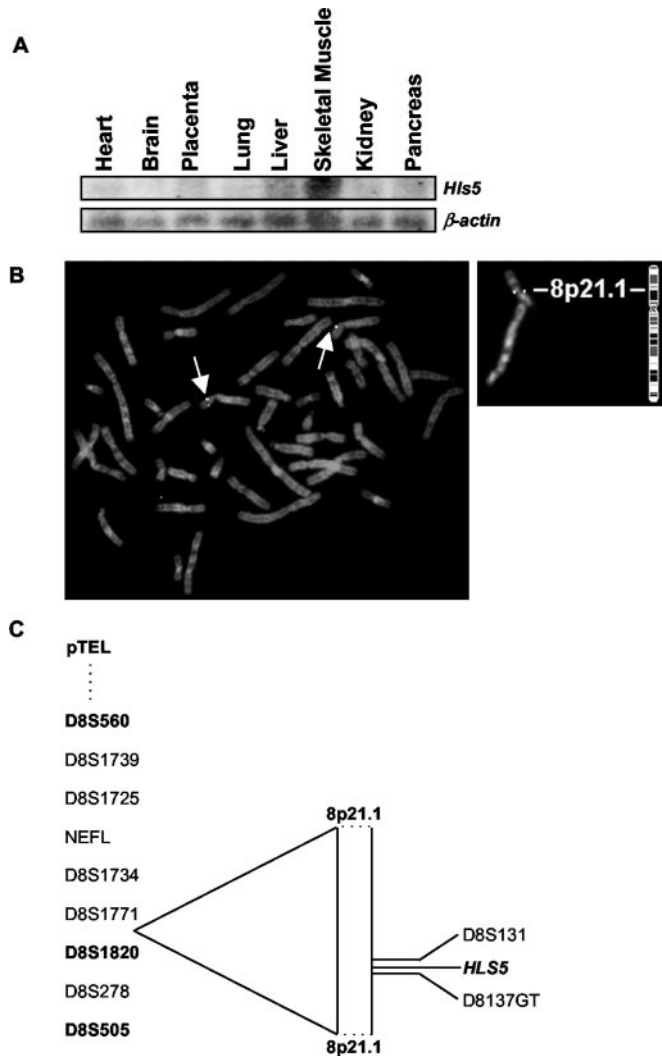 A
Heart
Brain
Placenta
Lung
Liver
Skeletal Muscle
Kidney
Pancreas
Hls5
β-actin
B
8p21.1
C
pTEL
D8S560
D8S1739
D8S1725
NEFL
D8S1734
D8S1771
D8S1820
D8S278
D8S505
8p21.1
8p21.1
D8S131
HLS5
D8137GT